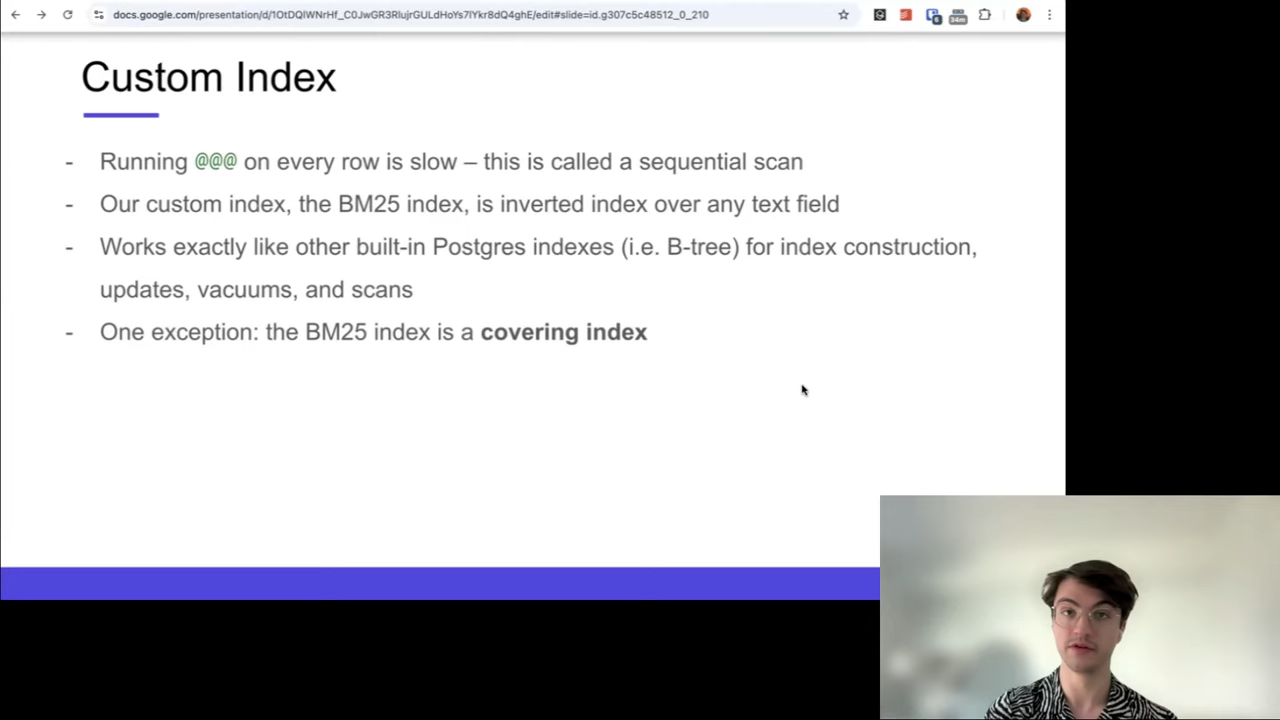 docs.google.com/presentation/d/1OtDQIWNrHf_C0JwGR3RlujrGULdHoYs7lYkr8dQ4ghE/edit#slide=id.g307c5c48512_0_210
6
34m
Custom Index
- Running @@@ on every row is slow – this is called a sequential scan
- Our custom index, the BM25 index, is inverted index over any text field
- Works exactly like other built-in Postgres indexes (i.e. B-tree) for index construction,
updates, vacuums, and scans
- One exception: the BM25 index is a covering index